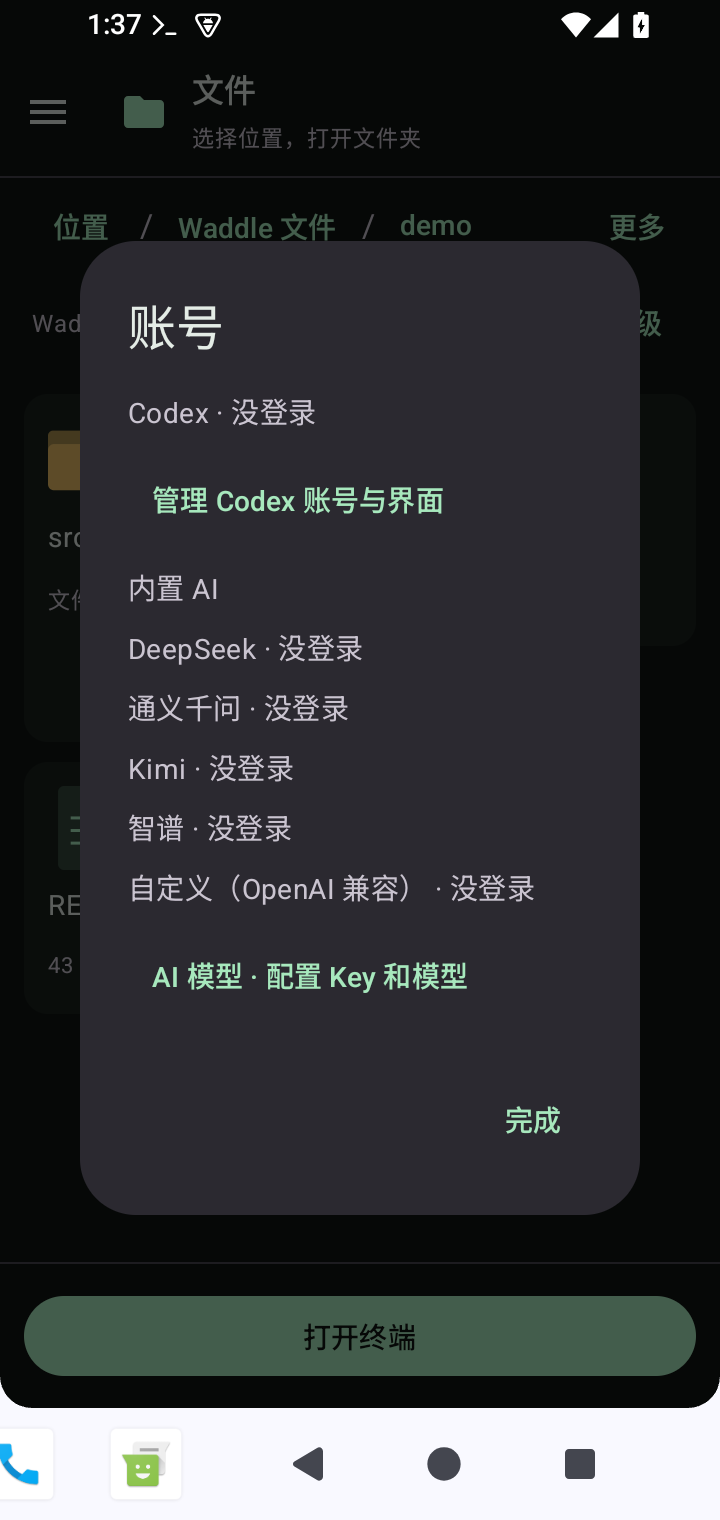 1:37
文件
选择位置，打开文件夹
位置 / Waddle 文件 / demo 更多
账号
Codex · 没登录
管理 Codex 账号与界面
内置 AI
DeepSeek · 没登录
通义千问 · 没登录
Kimi · 没登录
智谱 · 没登录
自定义（OpenAI 兼容） · 没登录
AI 模型 · 配置 Key 和模型
43
完成
打开终端